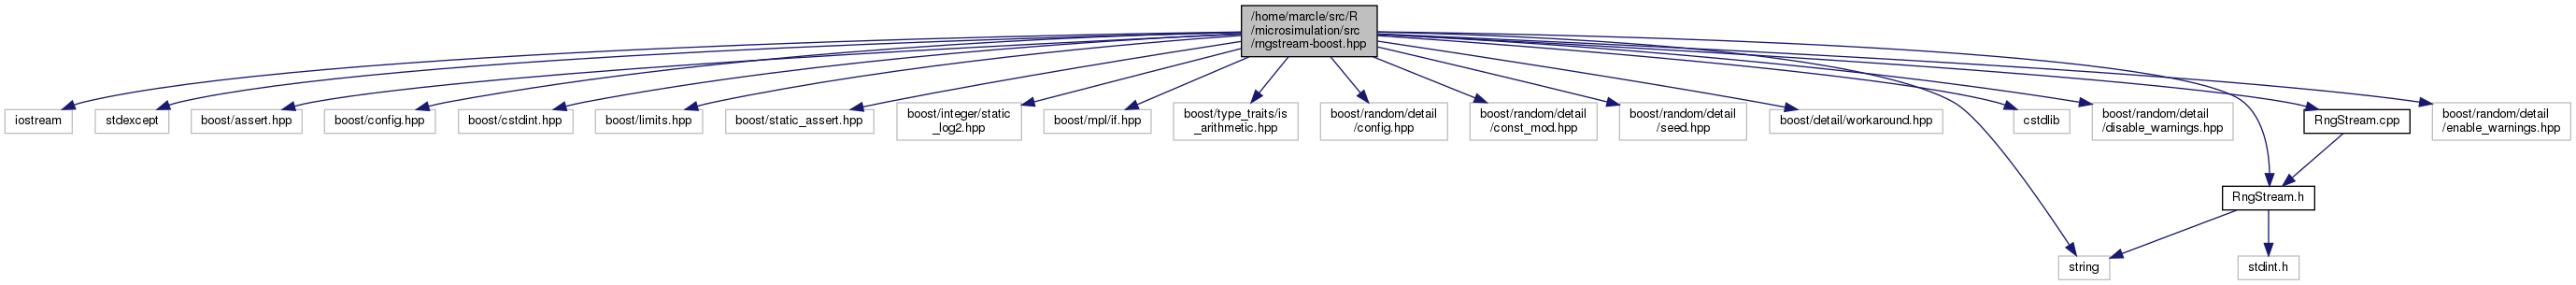 /home/marcle/src/R
/microsimulation/src
/rngstream-boost.hpp
iostream
stdexcept
boost/assert.hpp
boost/config.hpp
boost/cstdint.hpp
boost/limits.hpp
boost/static_assert.hpp
boost/integer/static
_log2.hpp
boost/mpl/if.hpp
boost/type_traits/is
_arithmetic.hpp
boost/random/detail
/config.hpp
boost/random/detail
/const_mod.hpp
boost/random/detail
/seed.hpp
boost/detail/workaround.hpp
cstdlib
boost/random/detail
/disable_warnings.hpp
RngStream.cpp
boost/random/detail
/enable_warnings.hpp
RngStream.h
string
stdint.h